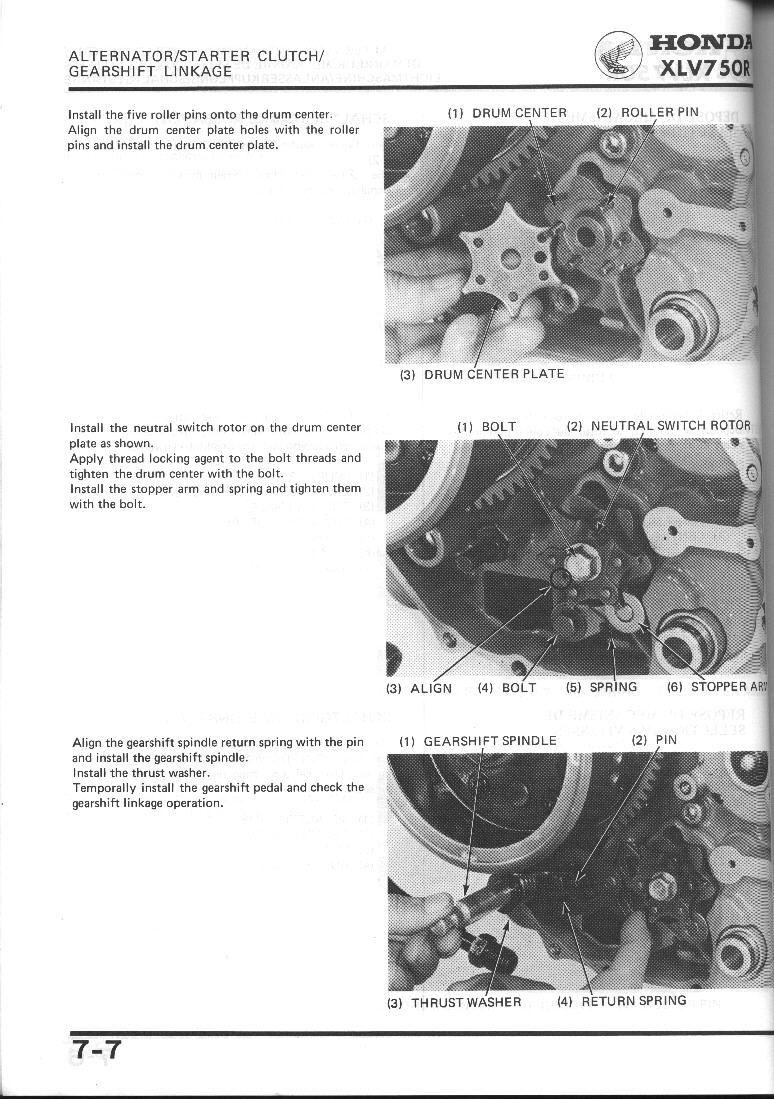 ALTERNATOR/STARTER CLUTCH/
GEARSHIFT LINKAGE
HONDA
XLV750R
Install the five roller pins onto the drum center.
Align the drum center plate holes with the roller
pins and install the drum center plate.
(1) DRUM CENTER (2) ROLLER PIN
(3) DRUM CENTER PLATE
Install the neutral switch rotor on the drum center
plate as shown.
Apply thread locking agent to the bolt threads and
tighten the drum center with the bolt.
Install the stopper arm and spring and tighten them
with the bolt.
(1) BOLT (2) NEUTRAL SWITCH ROTOR
(3) ALIGN (4) BOLT (5) SPRING (6) STOPPER ARM
Align the gearshift spindle return spring with the pin
and install the gearshift spindle.
Install the thrust washer.
Temporally install the gearshift pedal and check the
gearshift linkage operation.
(1) GEARSHIFT SPINDLE (2) PIN
(3) THRUST WASHER (4) RETURN SPRING
7-7